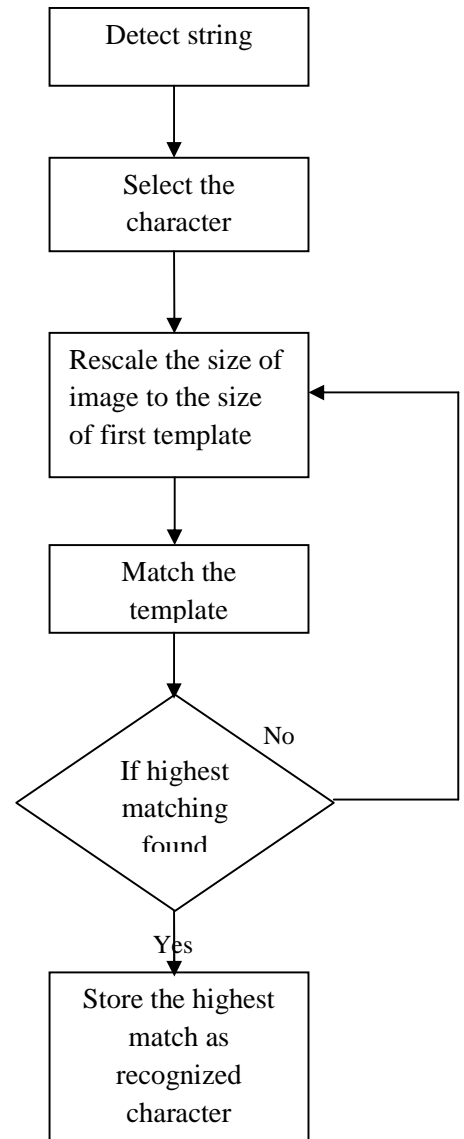 Detect string
Select the
character
Rescale the size of
image to the size
of first template
Match the
template
No
If highest
matching
found
Yes
Store the highest
match as
recognized
character